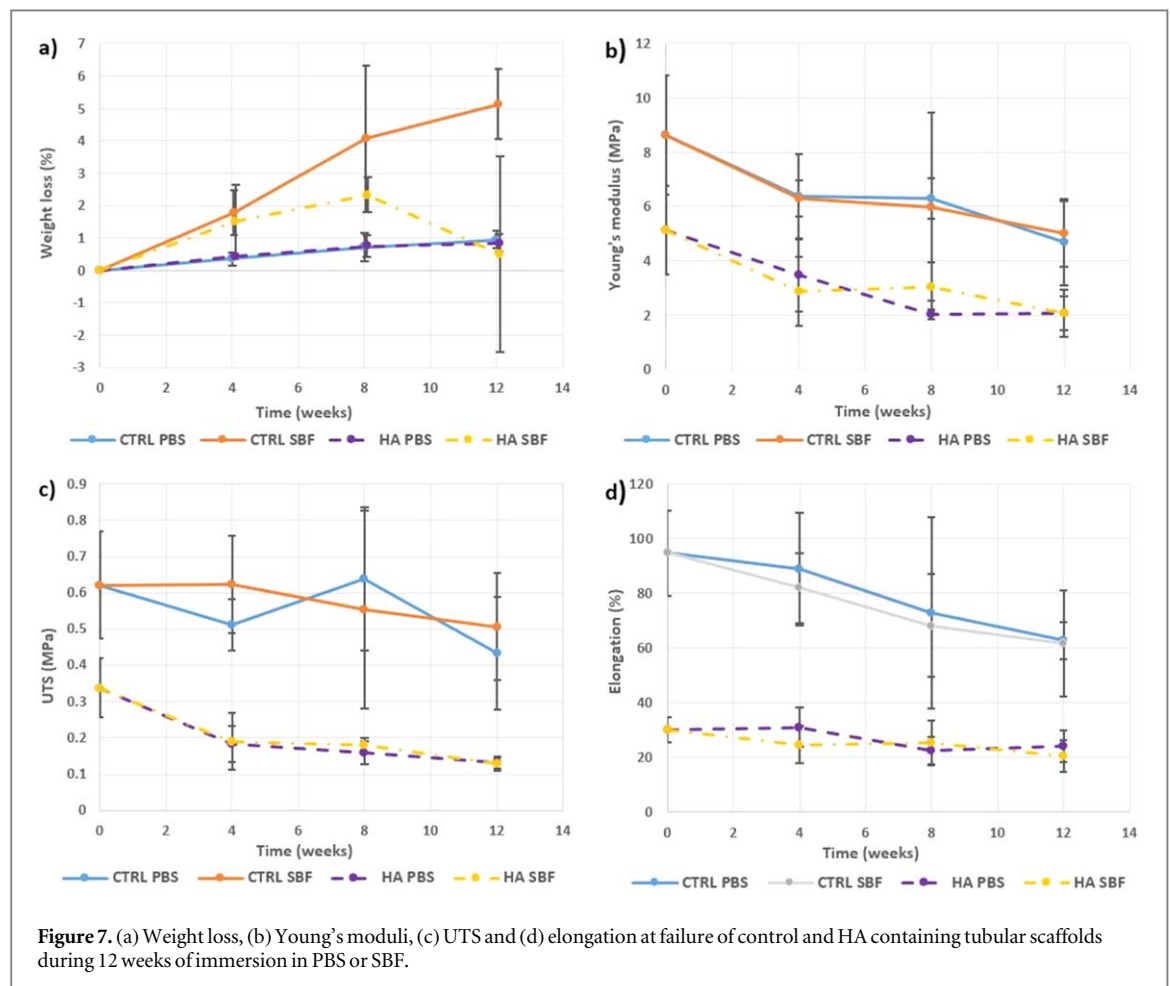 a)
7
6
5
4
3
2
1
0
-1
-2
-3
Weight loss (%)
0 2 4 6 8 10 12 14
Time (weeks)
CTRL PBS CTRL SBF HA PBS HA SBF
b)
12
10
8
6
4
2
0
Young's modulus (MPa)
0 2 4 6 8 10 12 14
Time (weeks)
CTRL PBS CTRL SBF HA PBS HA SBF
c)
0.9
0.8
0.7
0.6
0.5
0.4
0.3
0.2
0.1
0
UTS (MPa)
0 2 4 6 8 10 12 14
Time (weeks)
CTRL PBS CTRL SBF HA PBS HA SBF
d)
120
100
80
60
40
20
0
Elongation (%)
0 2 4 6 8 10 12 14
Time (weeks)
CTRL PBS CTRL SBF HA PBS HA SBF
Figure 7. (a) Weight loss, (b) Young's moduli, (c) UTS and (d) elongation at failure of control and HA containing tubular scaffolds
during 12 weeks of immersion in PBS or SBF.